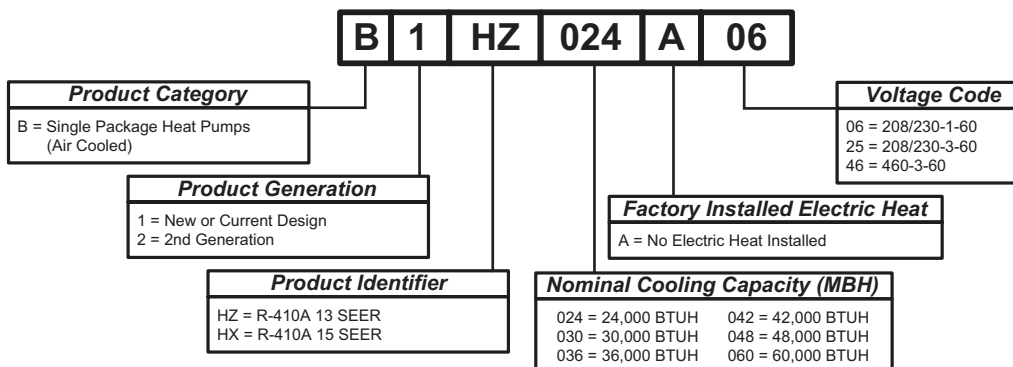 B 1 HZ 024 A 06
Product Category
B = Single Package Heat Pumps
(Air Cooled)
Voltage Code
06 = 208/230-1-60
25 = 208/230-3-60
46 = 460-3-60
Product Generation
1 = New or Current Design
2 = 2nd Generation
Factory Installed Electric Heat
A = No Electric Heat Installed
Product Identifier
HZ = R-410A 13 SEER
HX = R-410A 15 SEER
Nominal Cooling Capacity (MBH)
024 = 24,000 BTUH 042 = 42,000 BTUH
030 = 30,000 BTUH 048 = 48,000 BTUH
036 = 36,000 BTUH 060 = 60,000 BTUH